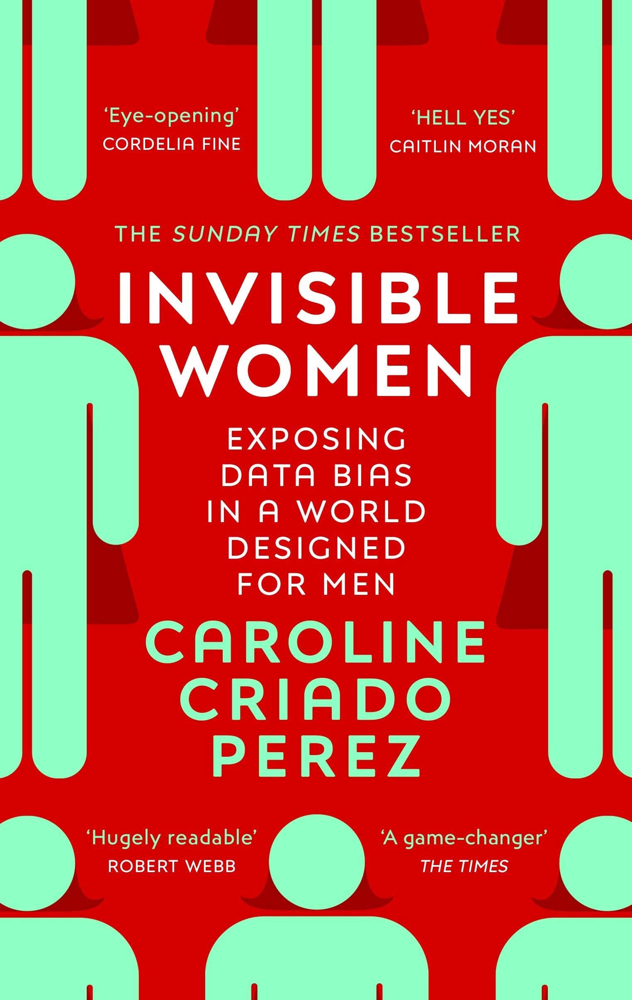 ‘Eye-opening’
CORDELIA FINE
‘HELL YES’
CAITLIN MORAN
THE SUNDAY TIMES BESTSELLER
INVISIBLE
WOMEN
EXPOSING
DATA BIAS
IN A WORLD
DESIGNED
FOR MEN
CAROLINE
CRIADO
PEREZ
‘Hugely readable’
ROBERT WEBB
‘A game-changer’
THE TIMES